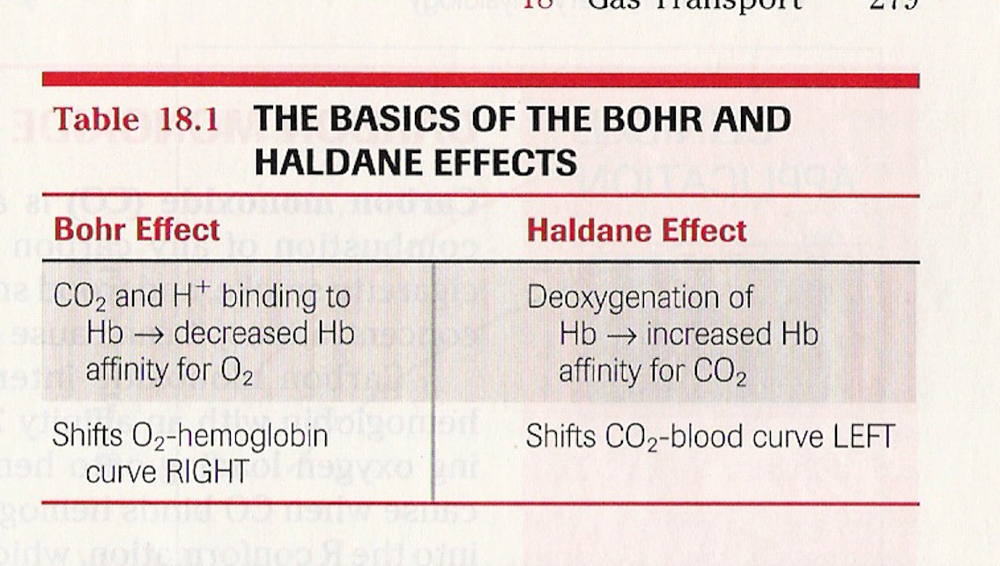 18 Gas Transport 279
Table 18.1 THE BASICS OF THE BOHR AND
HALDANE EFFECTS
Bohr Effect
Haldane Effect
CO₂ and H⁺ binding to
Hb → decreased Hb
affinity for O₂
Deoxygenation of
Hb → increased Hb
affinity for CO₂
Shifts O₂-hemoglobin
curve RIGHT
Shifts CO₂-blood curve LEFT